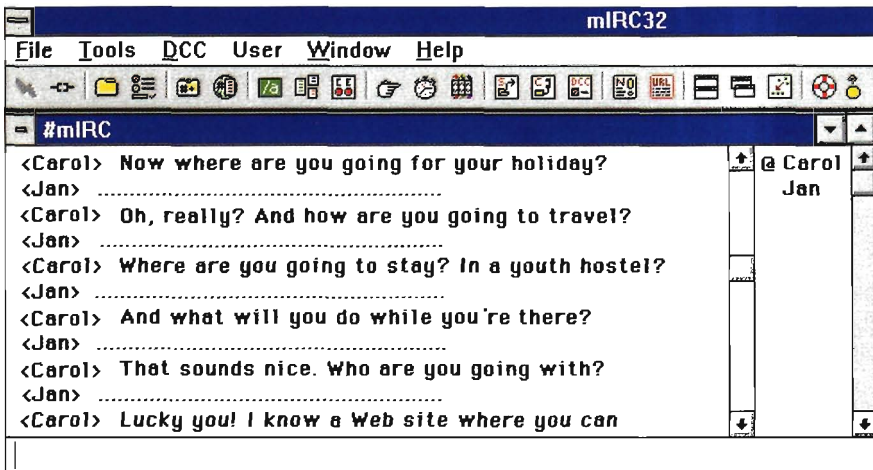 mIRC32
File Tools DCC User Window Help
#mIRC
<Carol> Now where are you going for your holiday?
<Jan> ................................................
<Carol> Oh, really? And how are you going to travel?
<Jan> ................................................
<Carol> Where are you going to stay? In a youth hostel?
<Jan> ................................................
<Carol> And what will you do while you're there?
<Jan> ................................................
<Carol> That sounds nice. Who are you going with?
<Jan> ................................................
<Carol> Lucky you! I know a Web site where you can
@ Carol
Jan